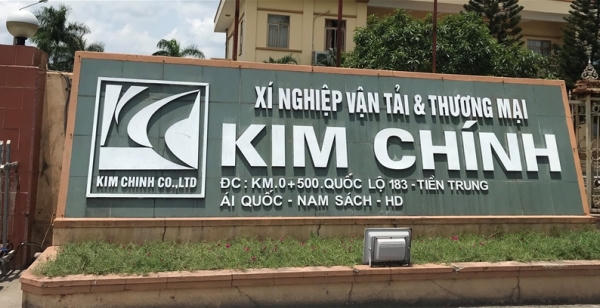 XÍ NGHIỆP VẬN TẢI & THƯƠNG MẠI
KIM CHÍNH
KIM CHINH CO.,LTD
ĐC : KM.0+500.QUỐC LỘ 183 - TIỀN TRUNG
ÁI QUỐC - NAM SÁCH - HD